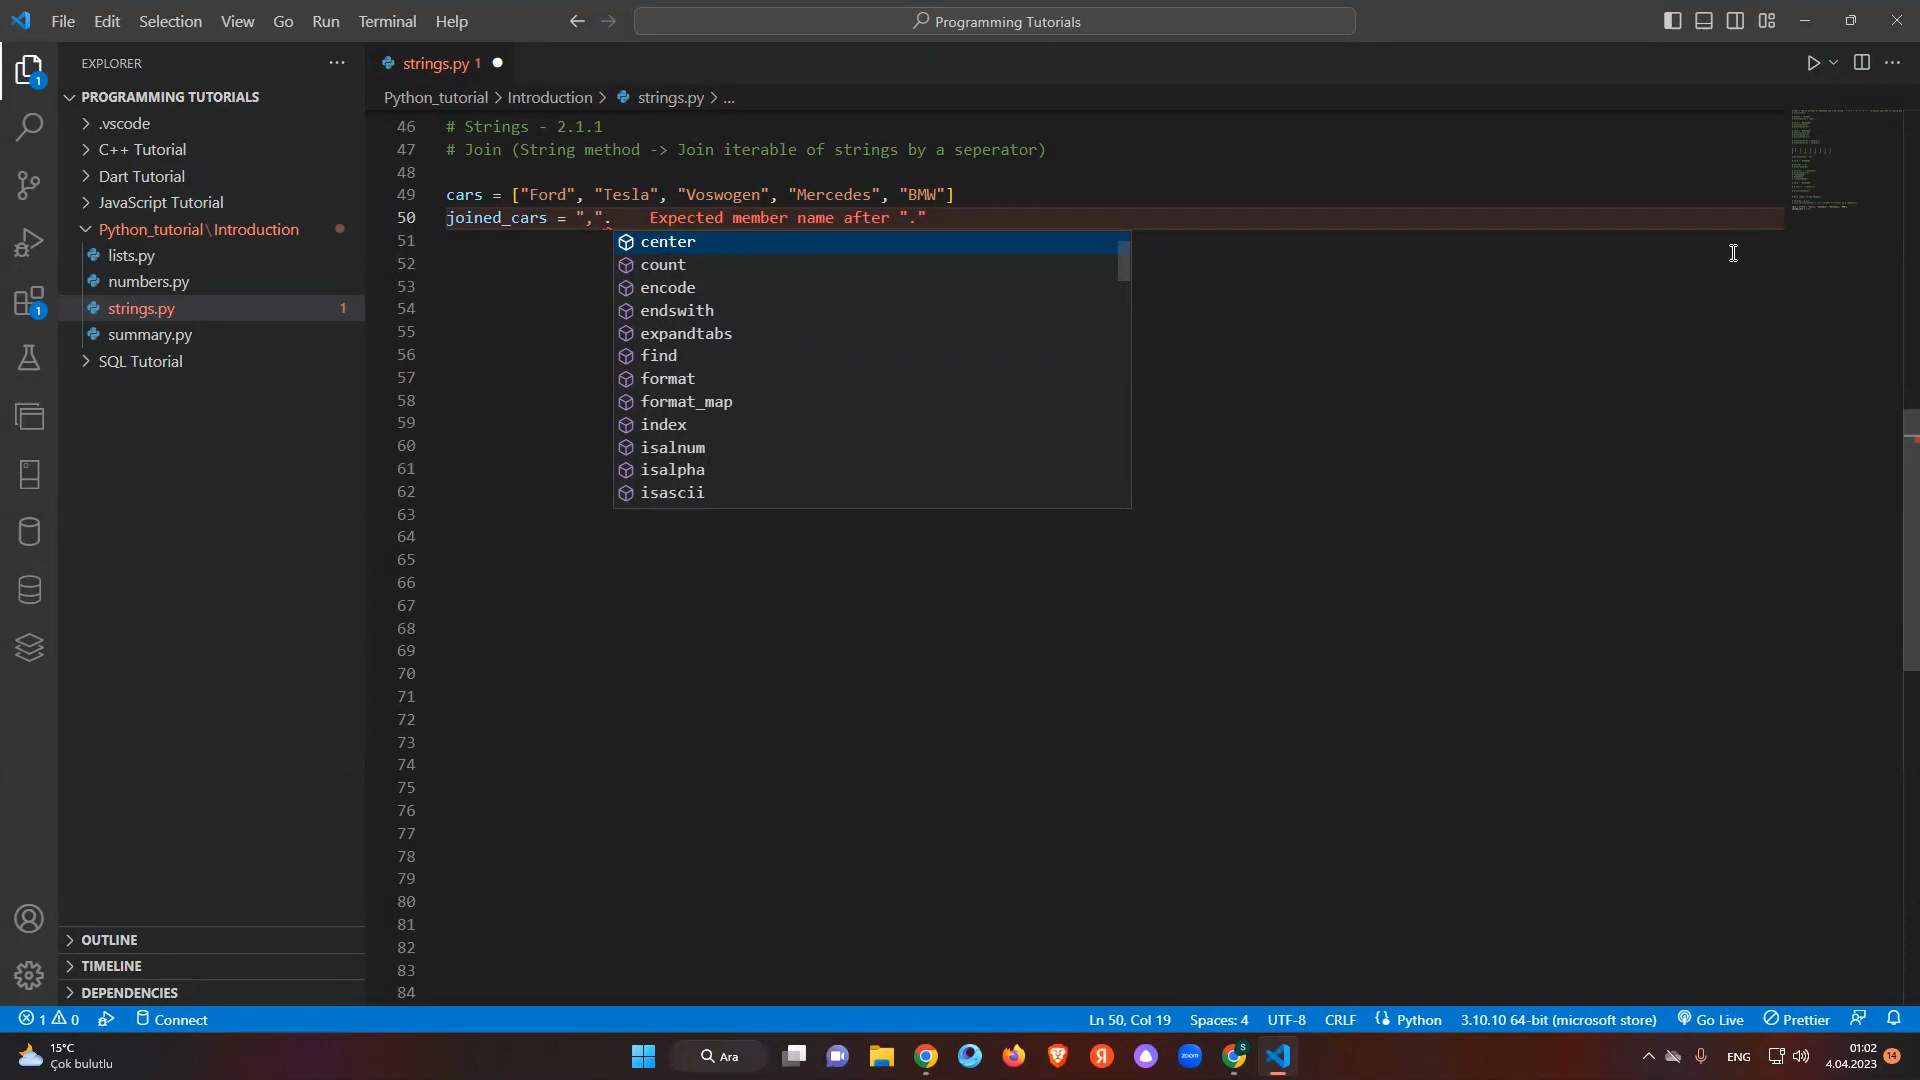 File Edit Selection View Go Run Terminal Help
Programming Tutorials
EXPLORER
PROGRAMMING TUTORIALS
.vscode
C++ Tutorial
Dart Tutorial
JavaScript Tutorial
Python_tutorial\Introduction
lists.py
numbers.py
strings.py 1
summary.py
SQL Tutorial
OUTLINE
TIMELINE
DEPENDENCIES
1
1
strings.py 1
Python_tutorial > Introduction > strings.py > ...
46 # Strings - 2.1.1
47 # Join (String method -> Join iterable of strings by a seperator)
48
49 cars = ["Ford", "Tesla", "Voswogen", "Mercedes", "BMW"]
50 joined_cars = ",". Expected member name after "."
51
52
53
54
55
56
57
58
59
60
61
62
63
64
65
66
67
68
69
70
71
72
73
74
75
76
77
78
79
80
81
82
83
84
center
count
encode
endswith
expandtabs
find
format
format_map
index
isalnum
isalpha
isascii
1 0 Connect
Ln 50, Col 19 Spaces: 4 UTF-8 CRLF Python 3.10.10 64-bit (microsoft store) Go Live Prettier
15°C
Çok bulutlu
Ara
zoom
S
ENG
01:02
4.04.2023
14